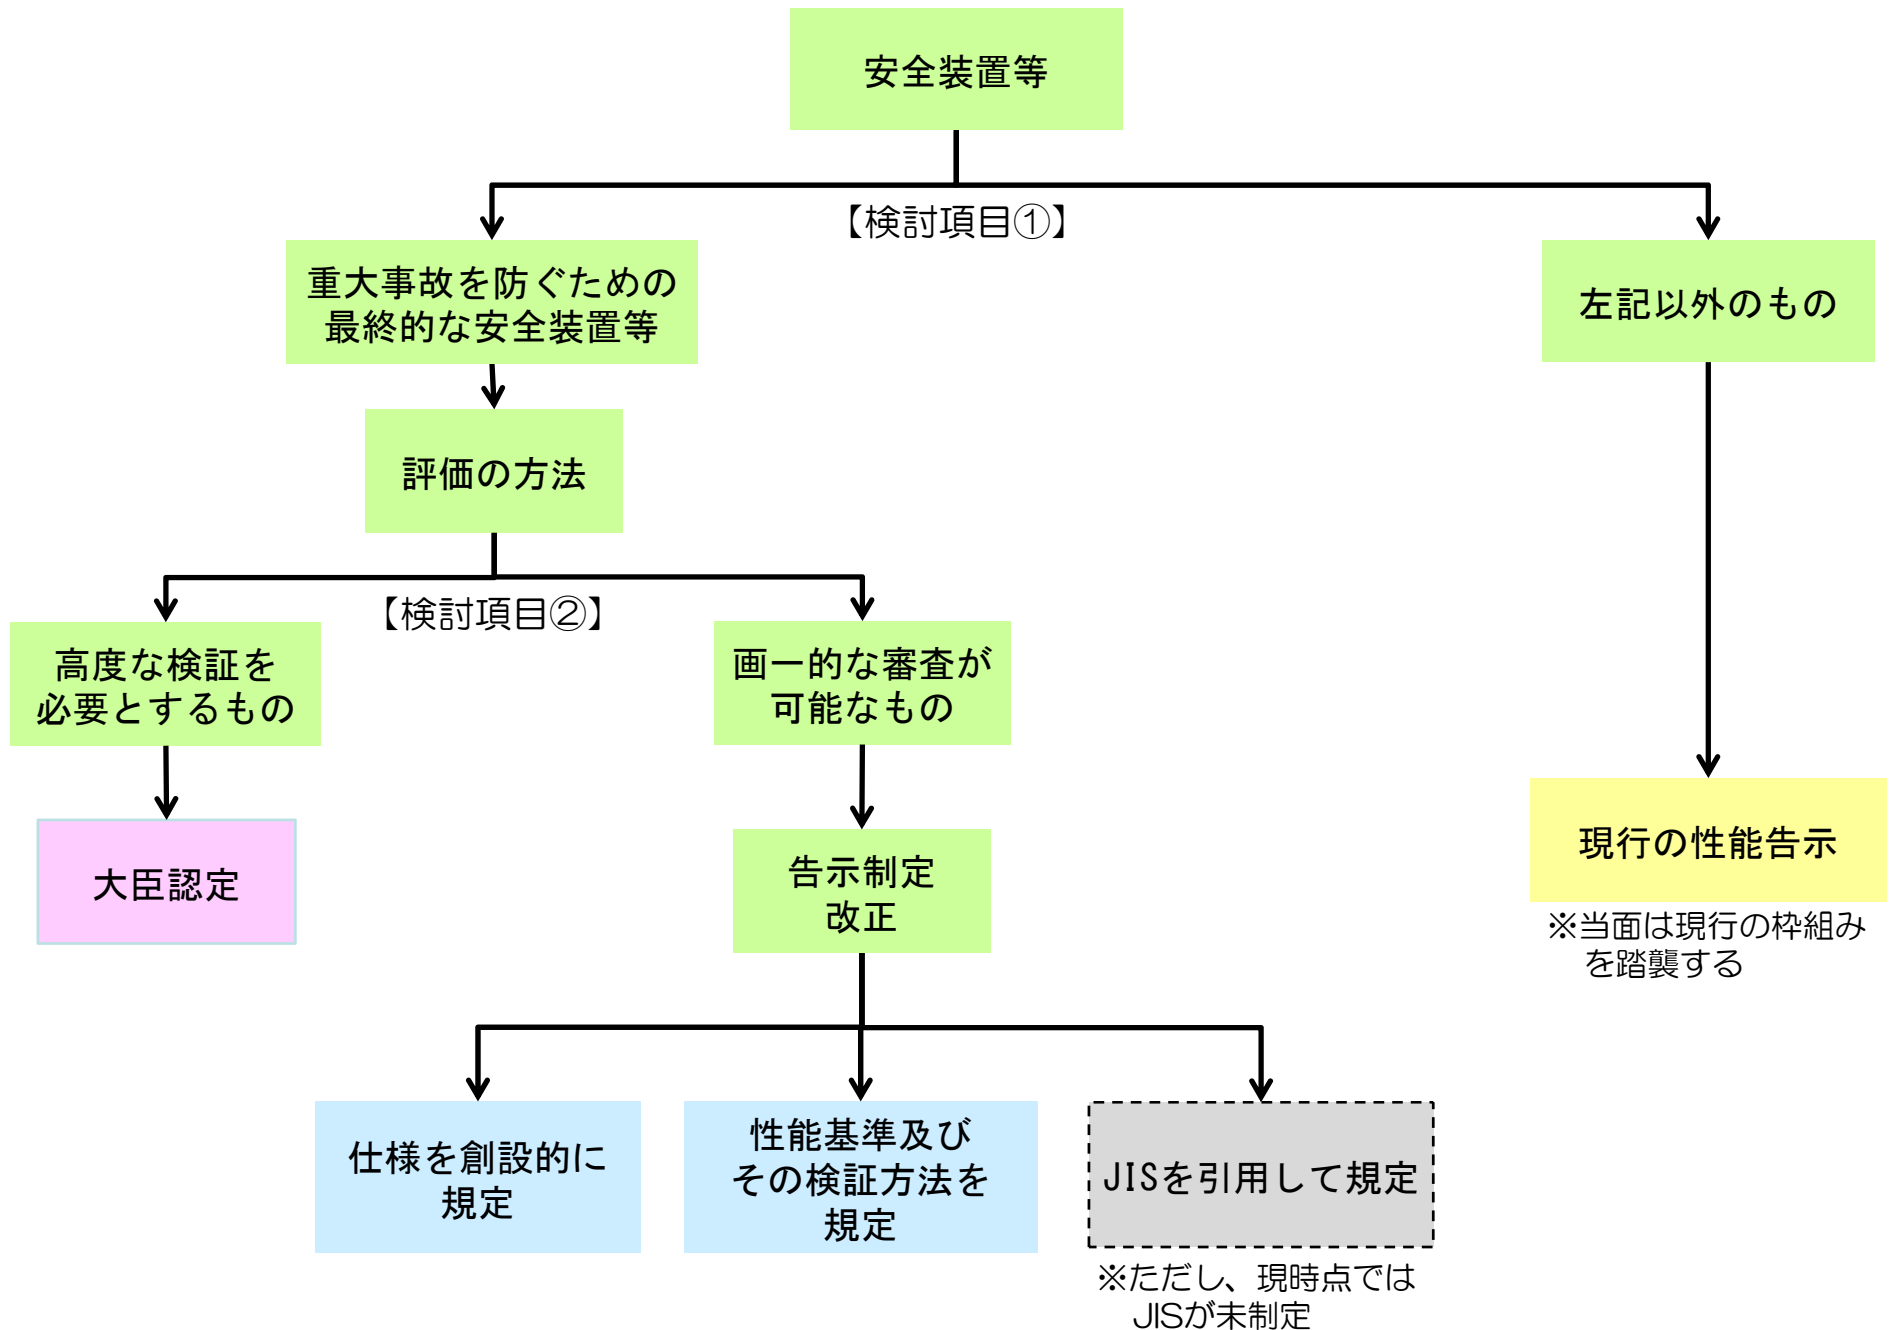 安全装置等
【検討項目①】
重大事故を防ぐための
最終的な安全装置等
左記以外のもの
評価の方法
【検討項目②】
高度な検証を
必要とするもの
画一的な審査が
可能なもの
大臣認定
告示制定
改正
現行の性能告示
※当面は現行の枠組み
を踏襲する
仕様を創設的に
規定
性能基準及び
その検証方法を
規定
JISを引用して規定
※ただし、現時点では
JISが未制定